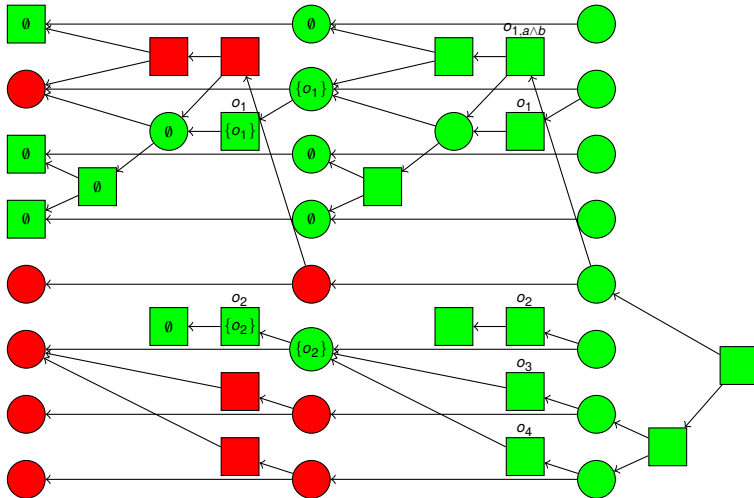 ∅ ∅ o₁,ₐ∧b
{o₁}
o₁ o₁
∅ {o₁}
∅ ∅
∅
∅ ∅
o₂ o₂
∅ {o₂}
{o₂}
o₃
o₄